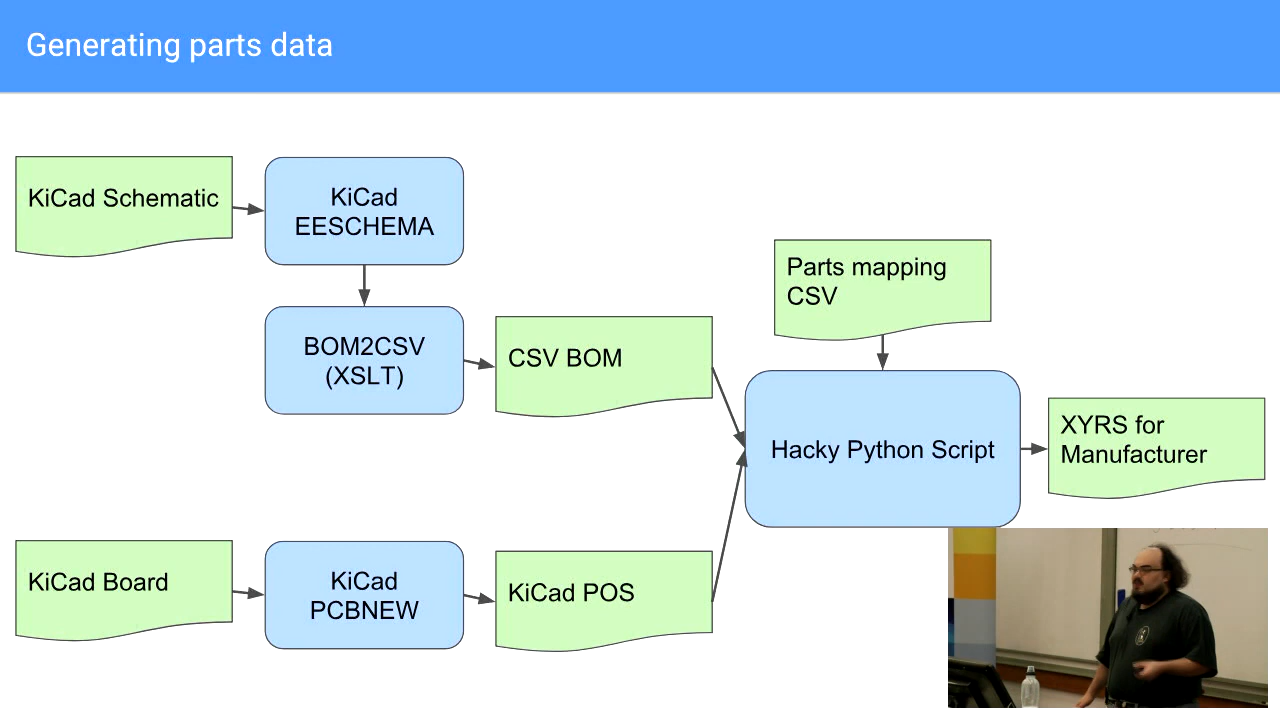 Generating parts data
KiCad Schematic
KiCad
EESCHEMA
BOM2CSV
(XSLT)
CSV BOM
Parts mapping
CSV
Hacky Python Script
XYRS for
Manufacturer
KiCad Board
KiCad
PCBNEW
KiCad POS